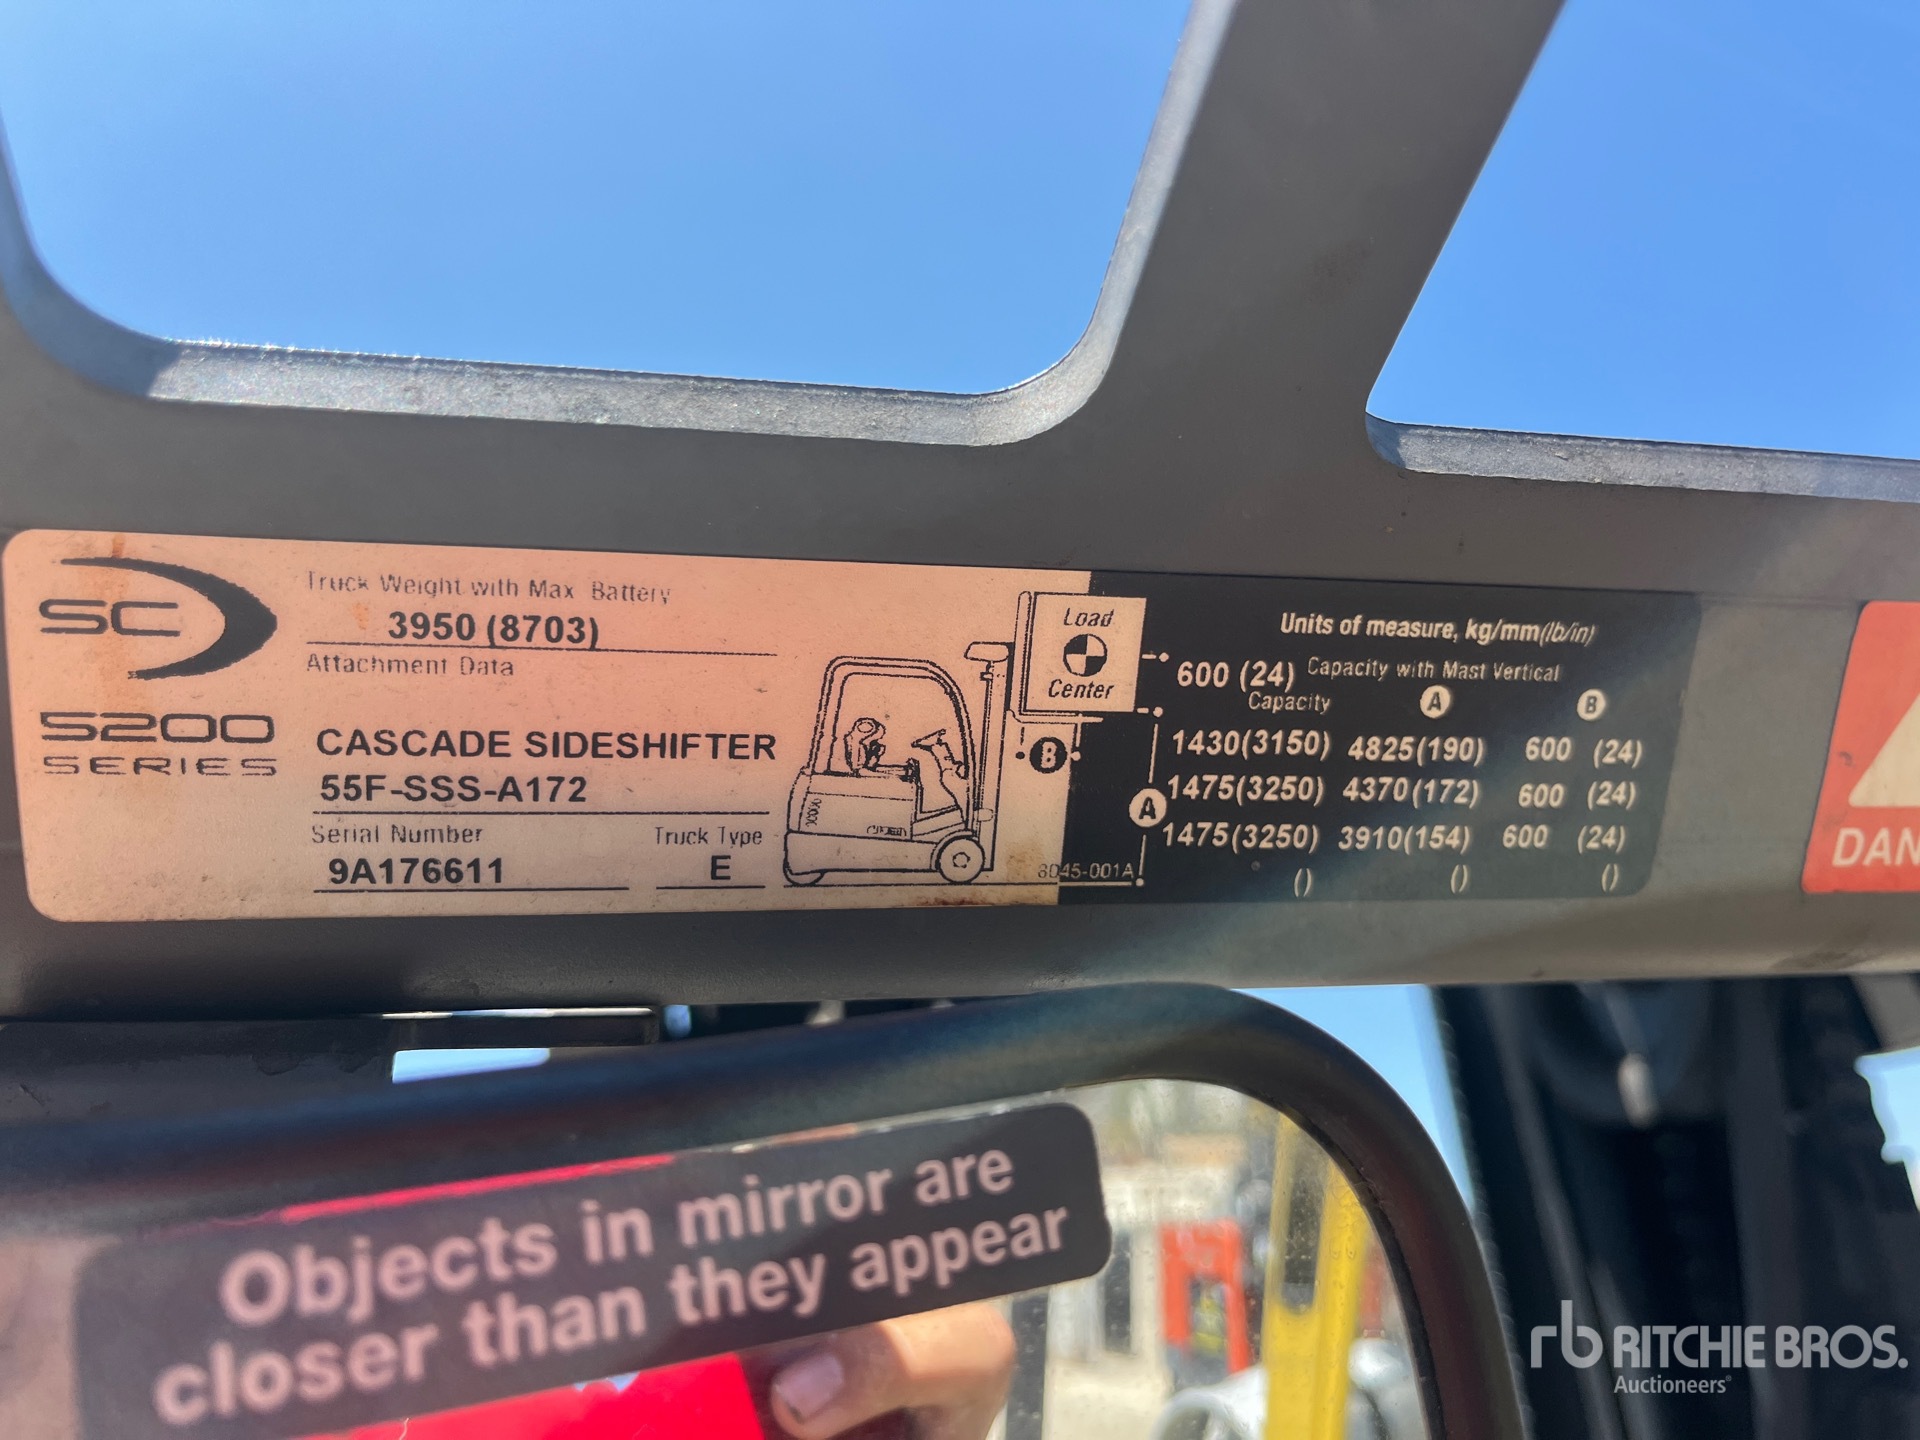 SC
5200
SERIES
Truck Weight with Max Battery
3950 (8703)
Attachment Data
CASCADE SIDESHIFTER
55F-SSS-A172
Serial Number
9A176611
Truck Type
E
Load
Center
B
A
8045-001A
Units of measure, kg/mm(lb/in)
600 (24) Capacity with Mast Vertical
Capacity A B
1430(3150) 4825(190) 600 (24)
1475(3250) 4370(172) 600 (24)
1475(3250) 3910(154) 600 (24)
() () ()
DAN
Objects in mirror are
closer than they appear
rb RITCHIE BROS.
Auctioneers